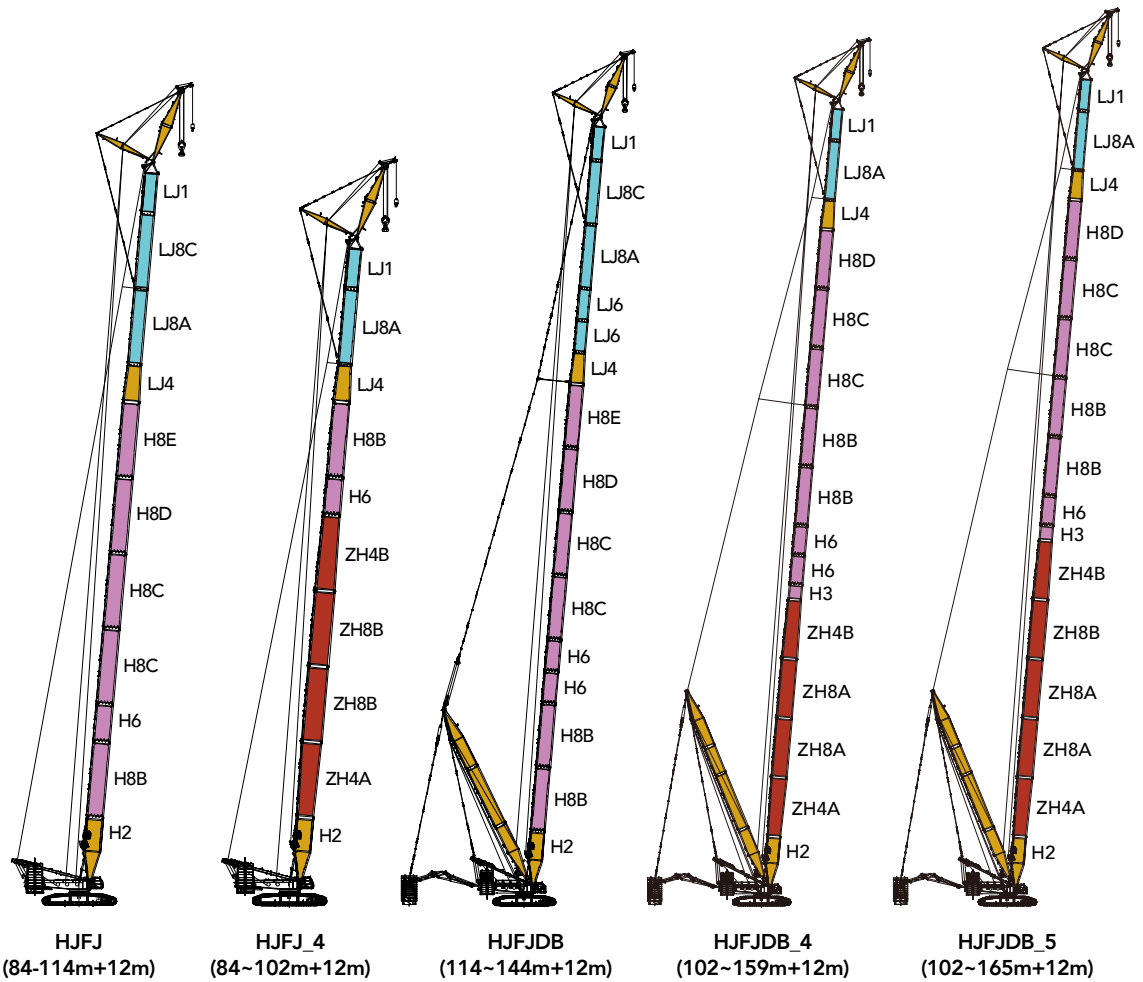 LJ1
LJ8C
LJ8A
LJ4
H8E
H8D
H8C
H8C
H6
H8B
H2
HJFJ
(84-114m+12m)
LJ1
LJ8A
LJ4
H8B
H6
ZH4B
ZH8B
ZH8B
ZH4A
H2
HJFJ_4
(84~102m+12m)
LJ1
LJ8C
LJ8A
LJ6
LJ6
LJ4
H8E
H8D
H8C
H8C
H6
H6
H8B
H8B
H2
HJFJDB
(114~144m+12m)
LJ1
LJ8A
LJ4
H8D
H8C
H8C
H8B
H8B
H6
H6
H3
ZH4B
ZH8B
ZH8A
ZH8A
ZH4A
H2
HJFJDB_4
(102~159m+12m)
LJ1
LJ8A
LJ4
H8D
H8C
H8C
H8B
H8B
H6
H3
ZH4B
ZH8B
ZH8A
ZH8A
ZH4A
H2
HJFJDB_5
(102~165m+12m)